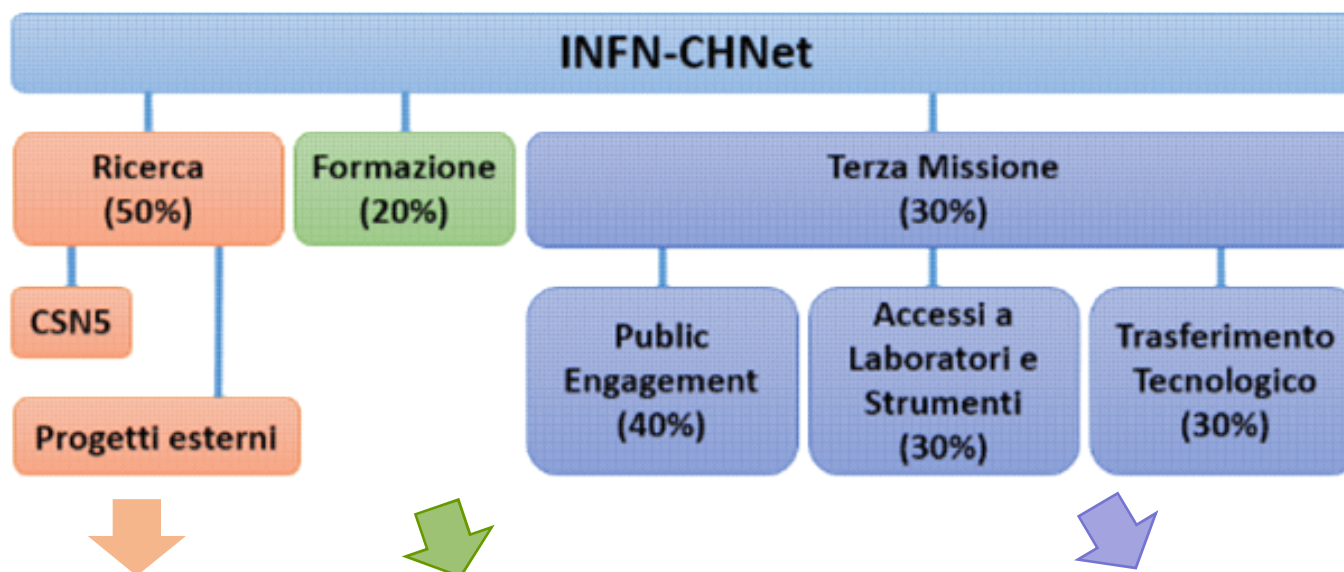 INFN-CHNet
Ricerca
(50%)
Formazione
(20%)
Terza Missione
(30%)
CSN5
Progetti esterni
Public
Engagement
(40%)
Accessi a
Laboratori e
Strumenti
(30%)
Trasferimento
Tecnologico
(30%)